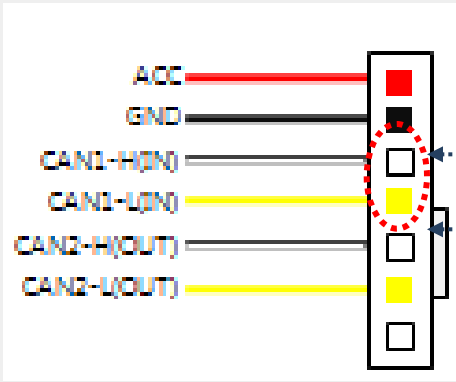 ACC
GND
CAN1-H(IN)
CAN1-L(IN)
CAN2-H(OUT)
CAN2-L(OUT)